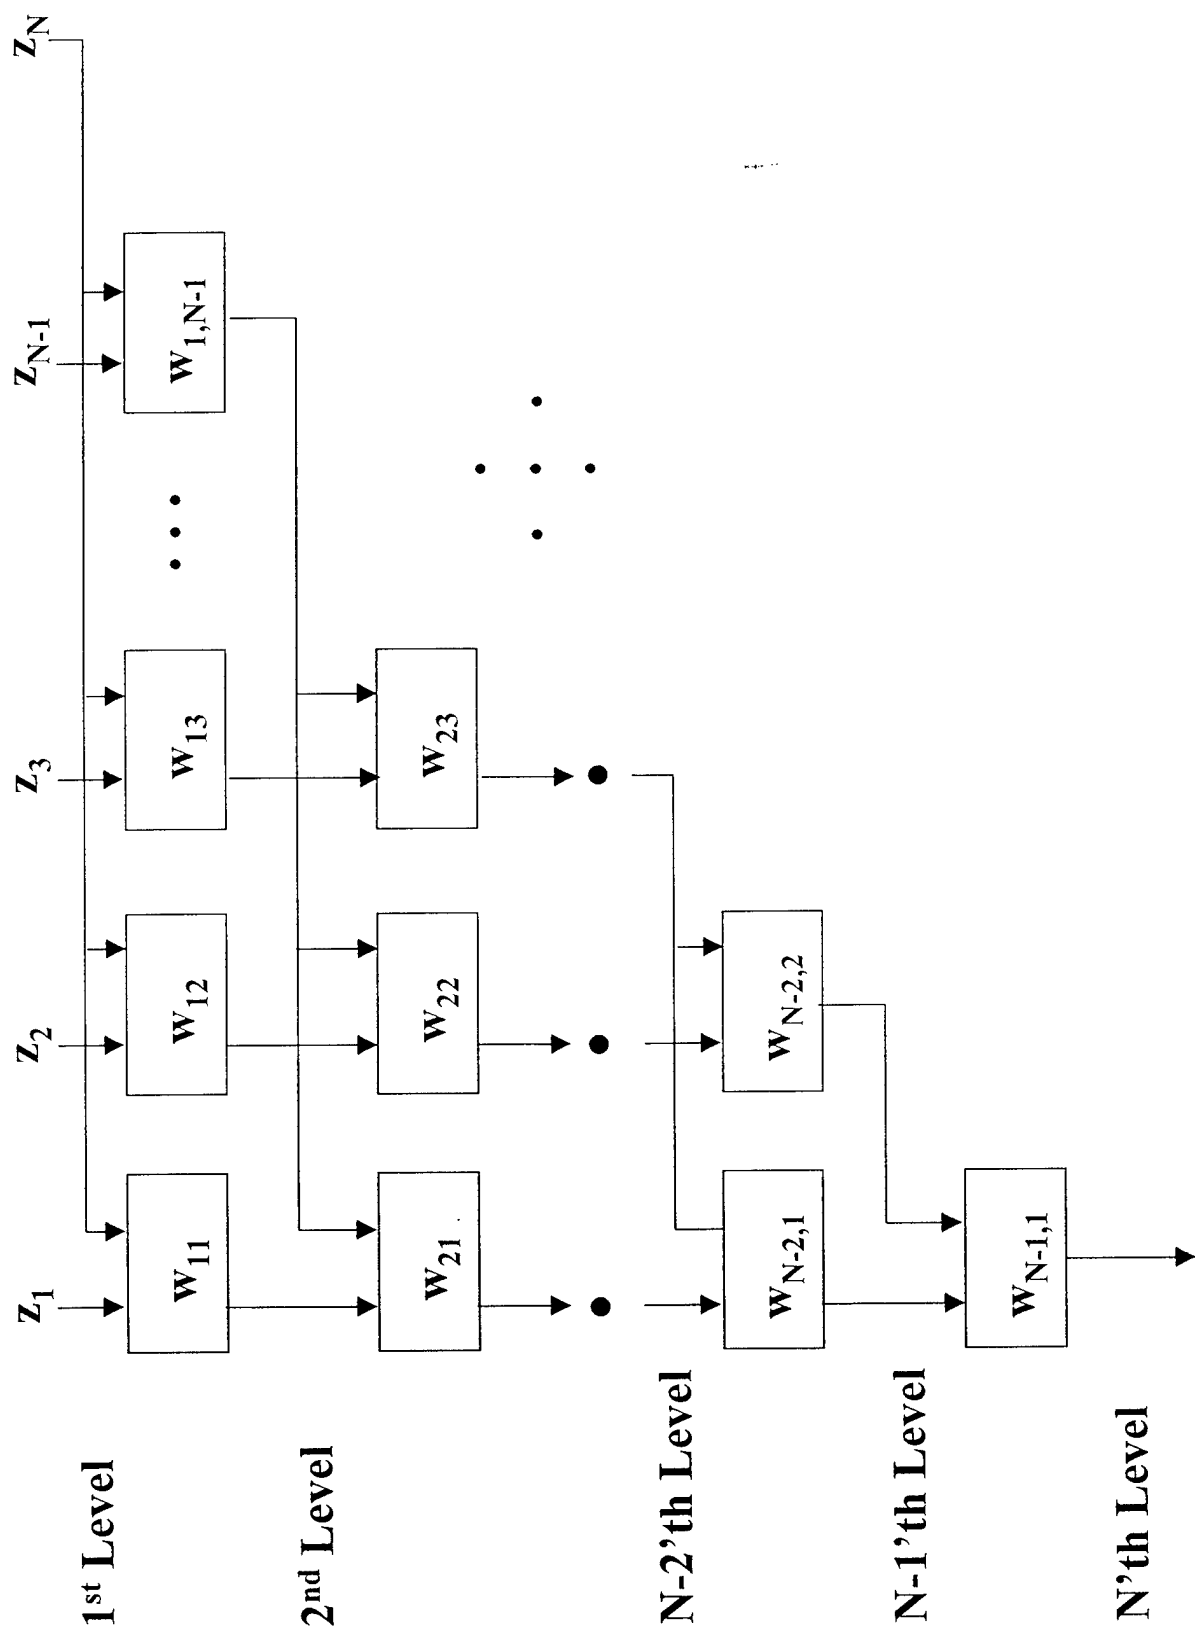 1st Level
2nd Level
N-2'th Level
N-1'th Level
N'th Level
Z1
Z2
Z3
ZN-1
ZN
W11
W12
W13
W1,N-1
W21
W22
W23
WN-2,1
WN-2,2
WN-1,1